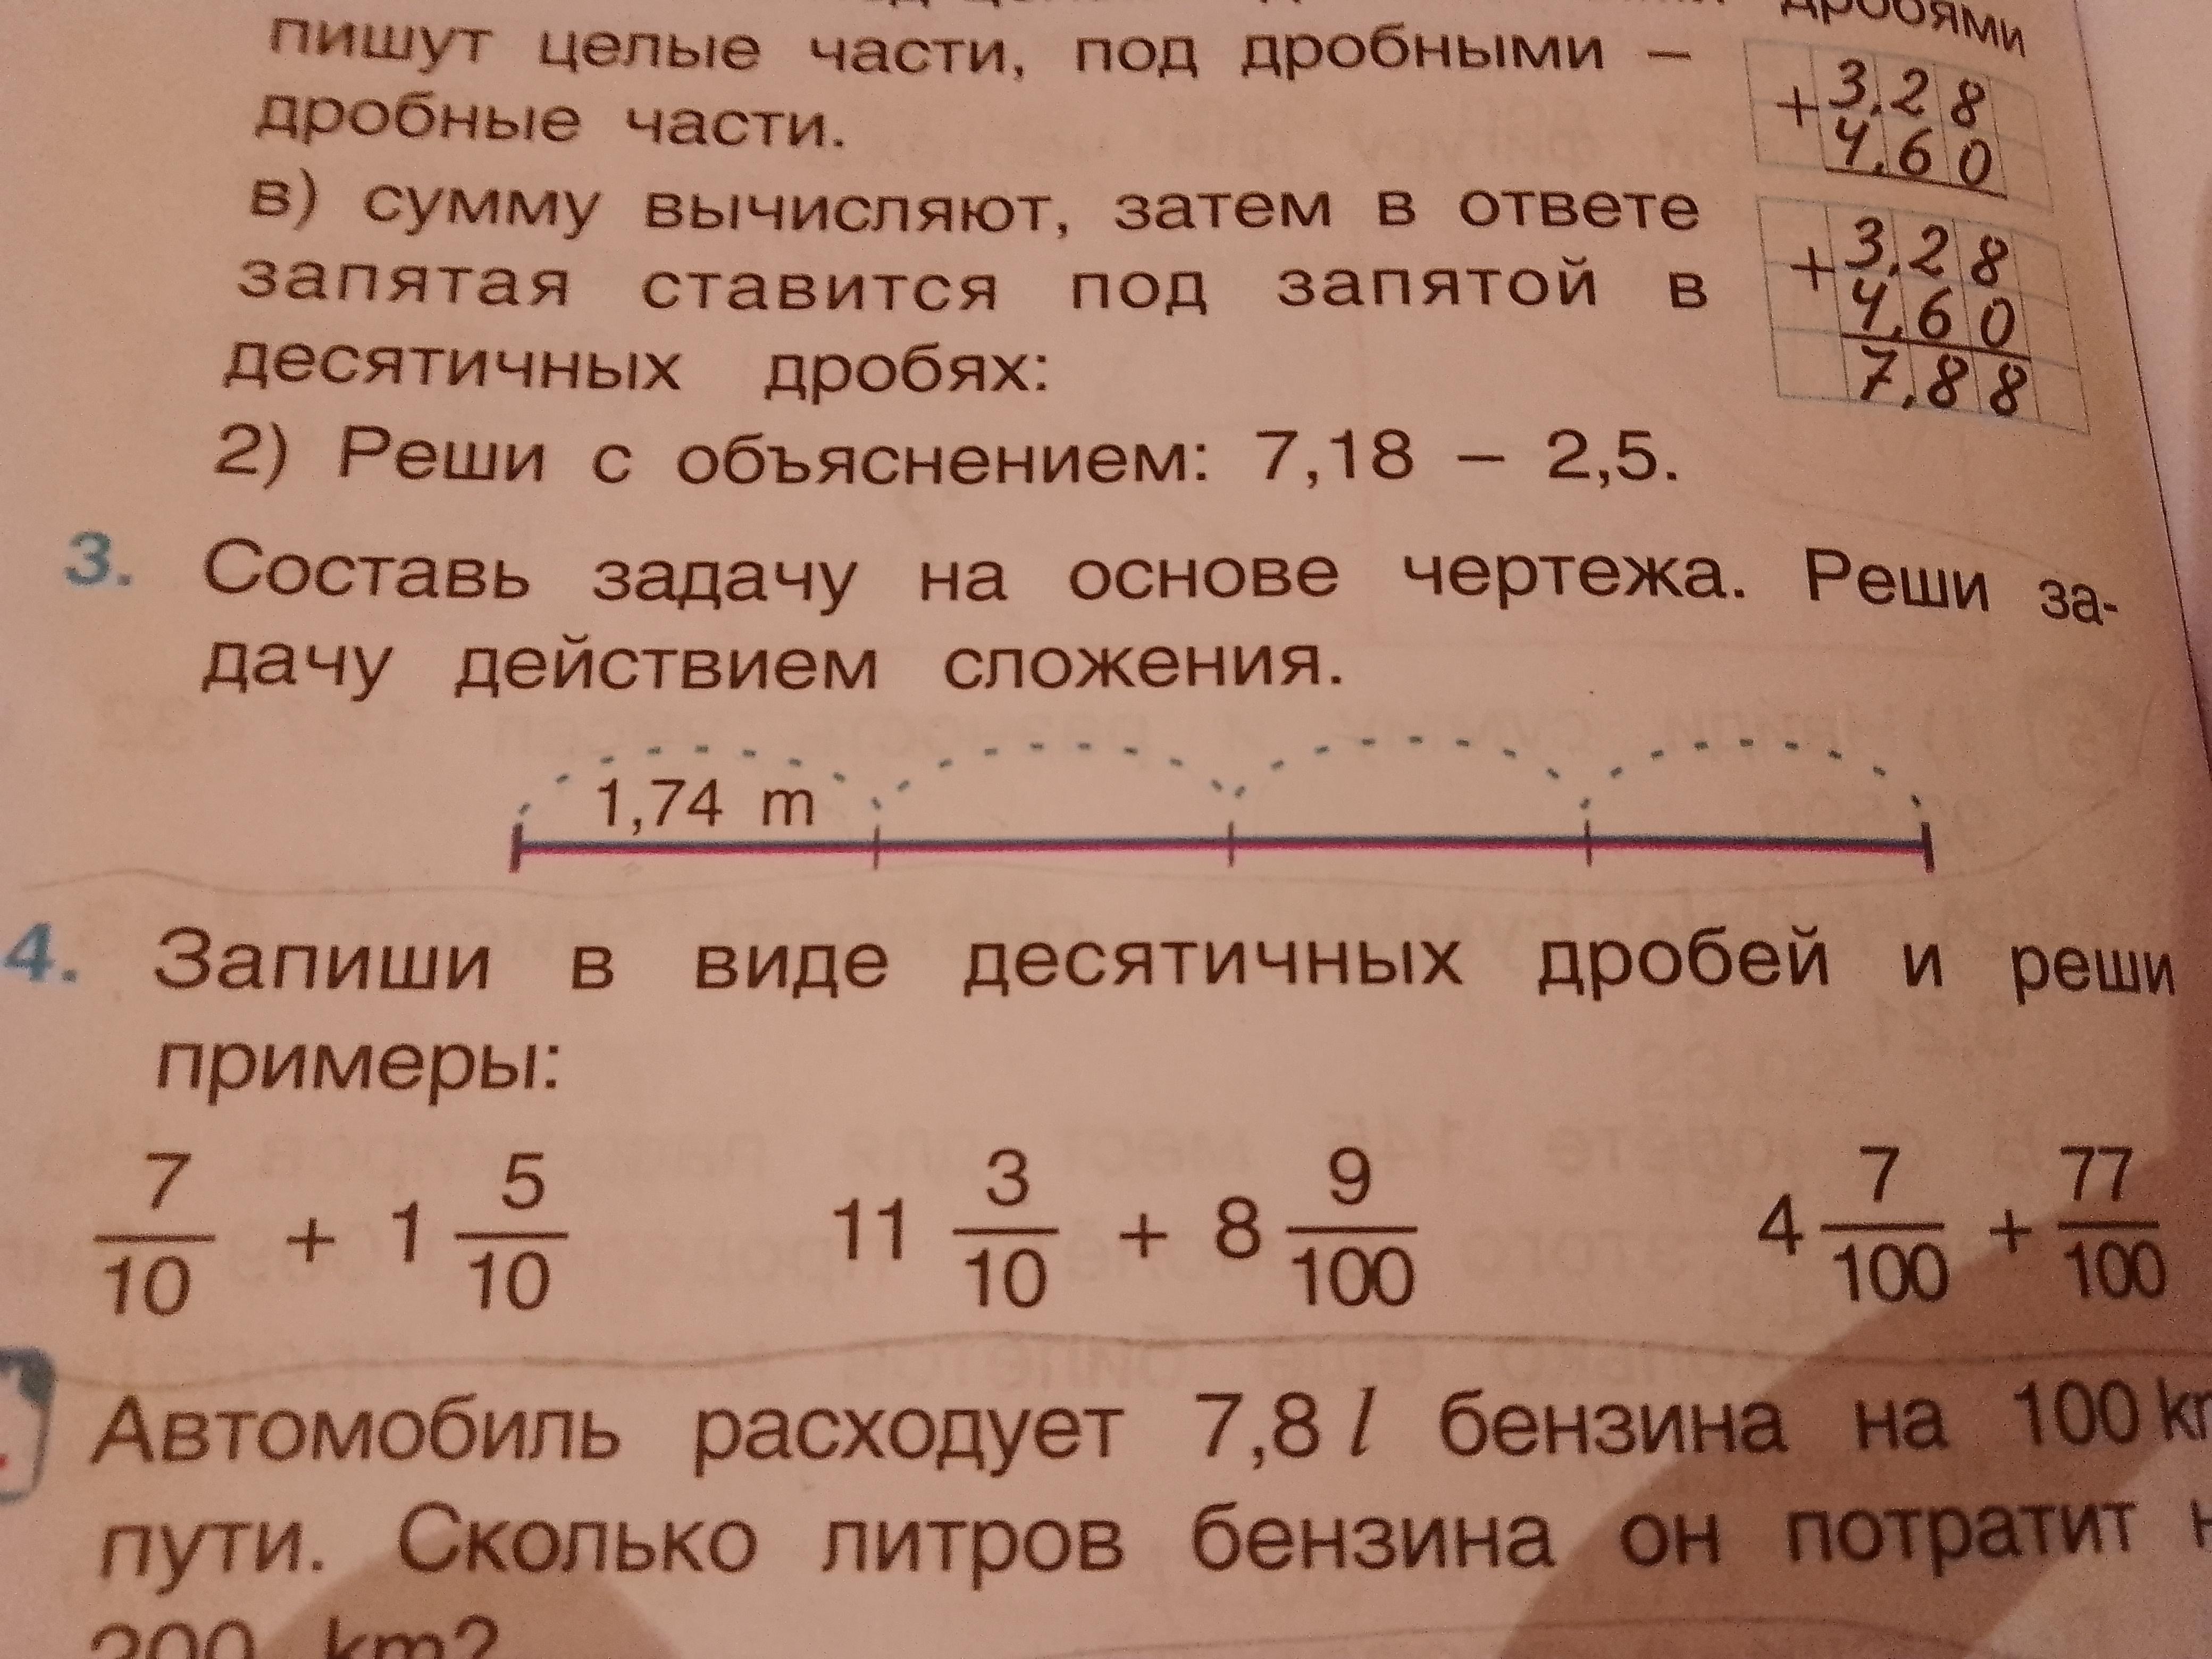 дробями
пишут целые части, под дробными –
дробные части.
+ 3,28
4,60
в) сумму вычисляют, затем в ответе
запятая ставится под запятой в
десятичных дробях:
+ 3,28
4,60
7,88
2) Реши с объяснением: 7,18 – 2,5.
3. Составь задачу на основе чертежа. Реши за-
дачу действием сложения.
1,74 m
4. Запиши в виде десятичных дробей и реши
примеры:
7/10 + 1 5/10 11 3/10 + 8 9/100 4 7/100 + 77/100
Автомобиль расходует 7,8 l бензина на 100 km
пути. Сколько литров бензина он потратит
200 km?